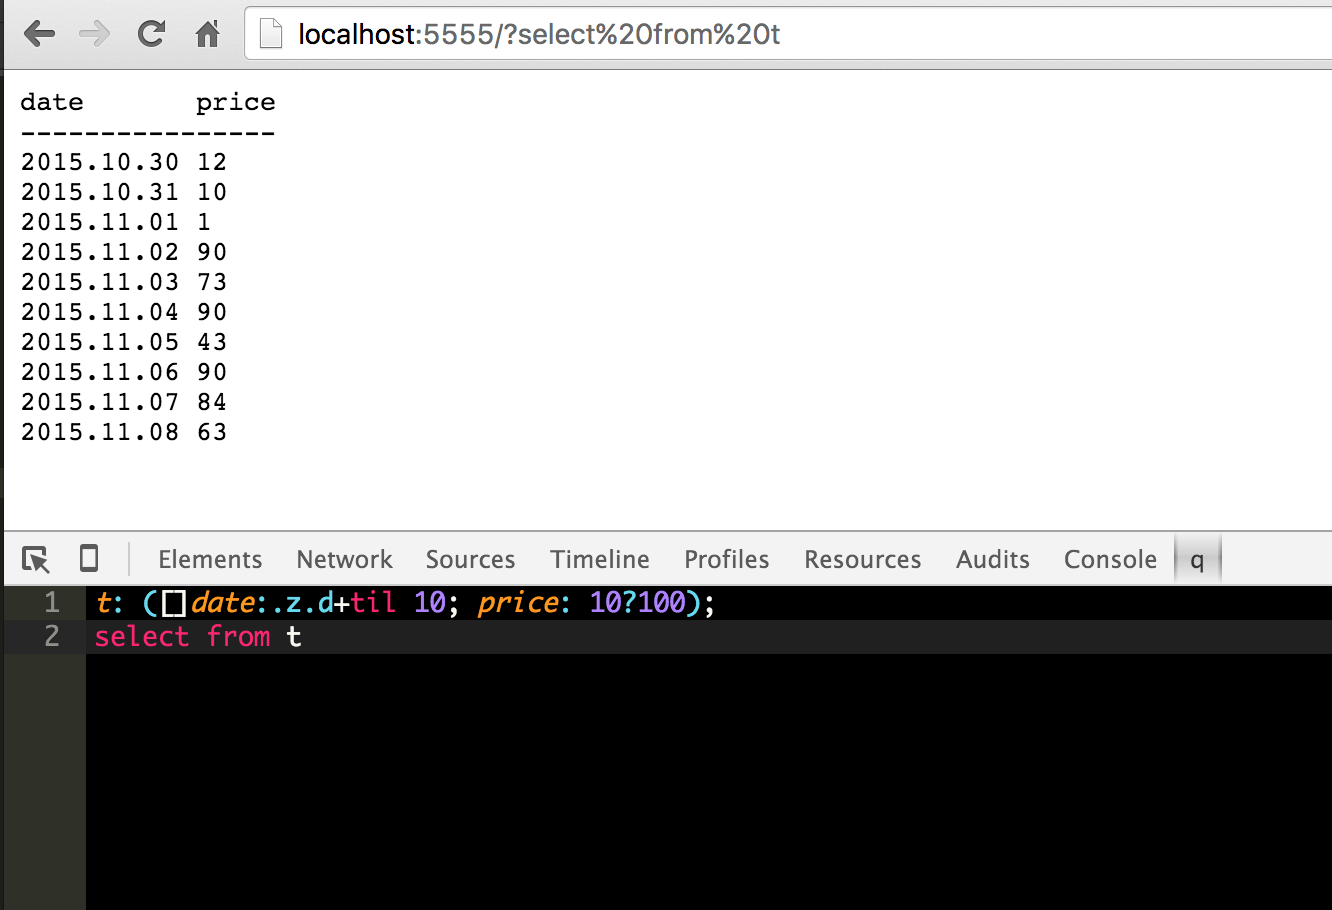 localhost:5555/?select%20from%20t
date       price
----------------
2015.10.30 12
2015.10.31 10
2015.11.01 1
2015.11.02 90
2015.11.03 73
2015.11.04 90
2015.11.05 43
2015.11.06 90
2015.11.07 84
2015.11.08 63
Elements Network Sources Timeline Profiles Resources Audits Console q
1 t: ([]date:.z.d+til 10; price: 10?100);
2 select from t